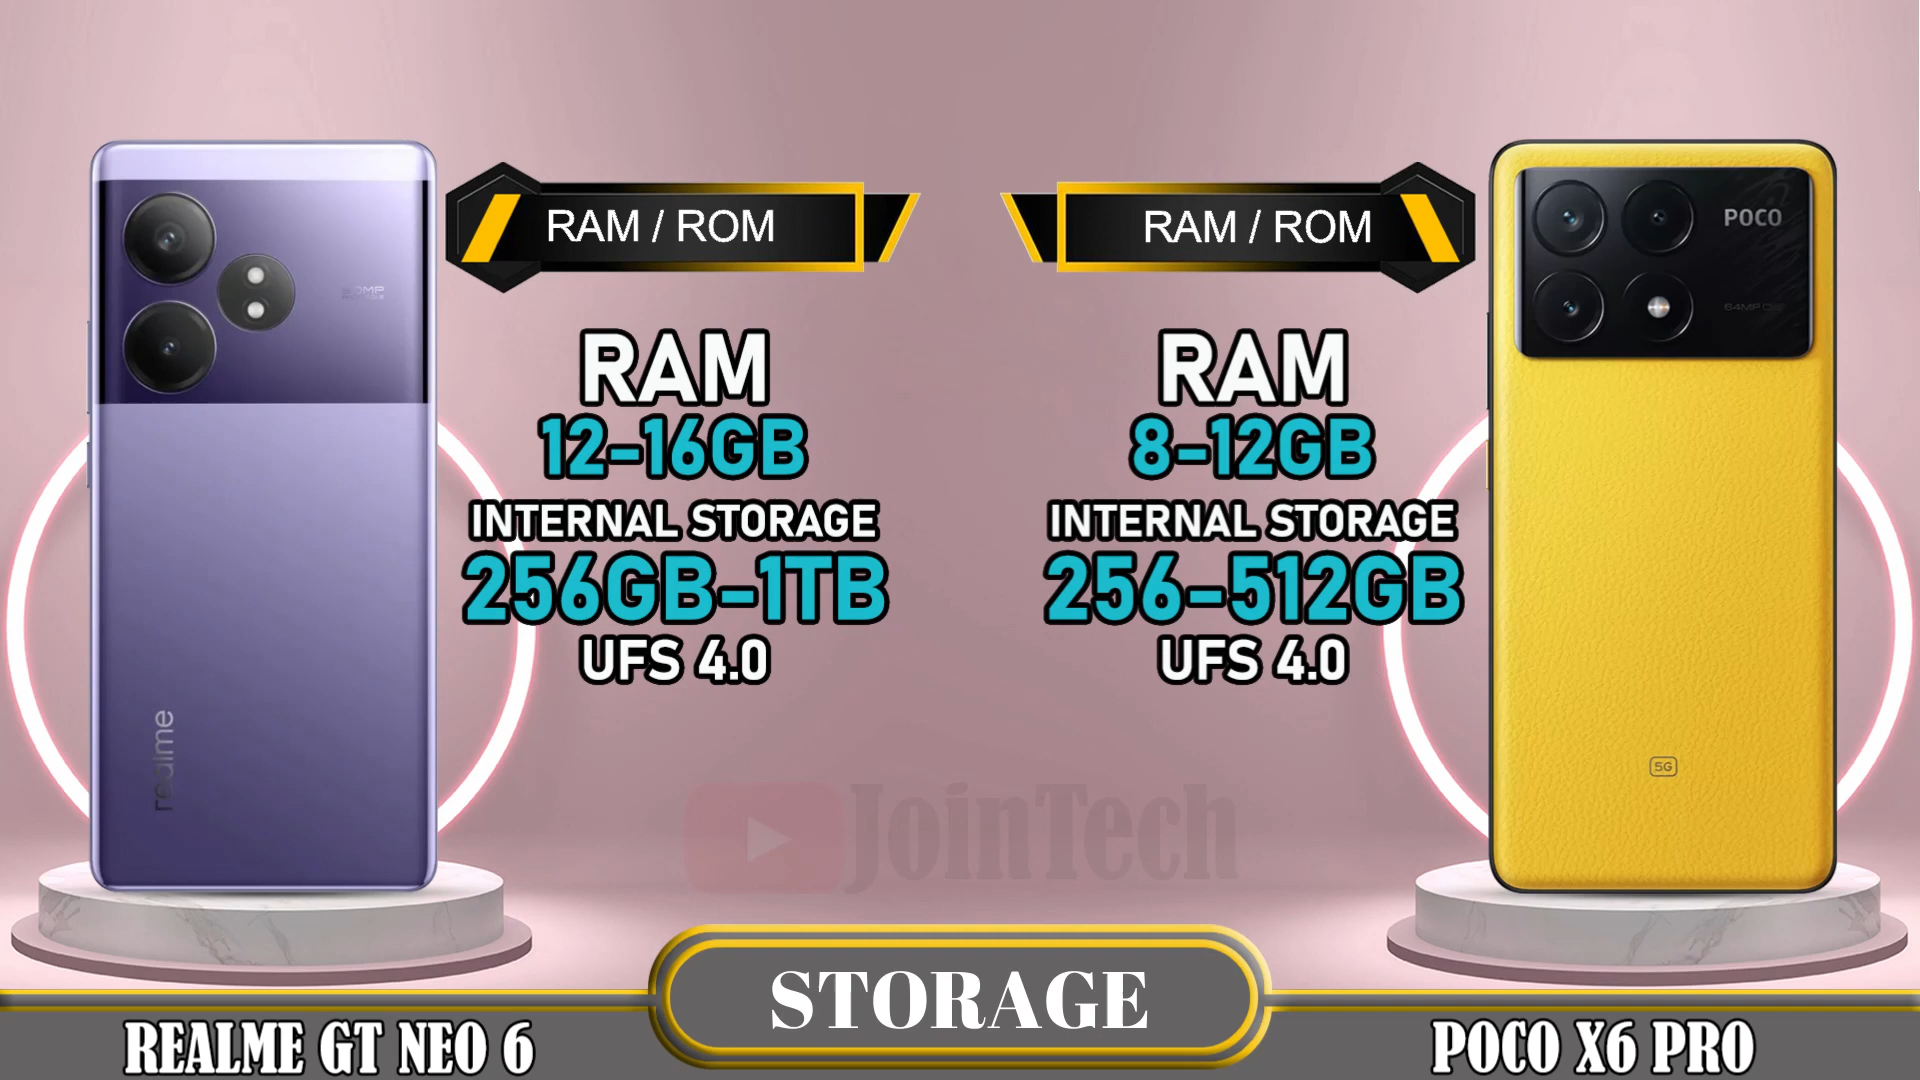 RAM / ROM
RAM
12-16GB
INTERNAL STORAGE
256GB-1TB
UFS 4.0
realme
RAM / ROM
RAM
8-12GB
INTERNAL STORAGE
256-512GB
UFS 4.0
POCO
64MP
5G
JoinTech
STORAGE
REALME GT NEO 6
POCO X6 PRO